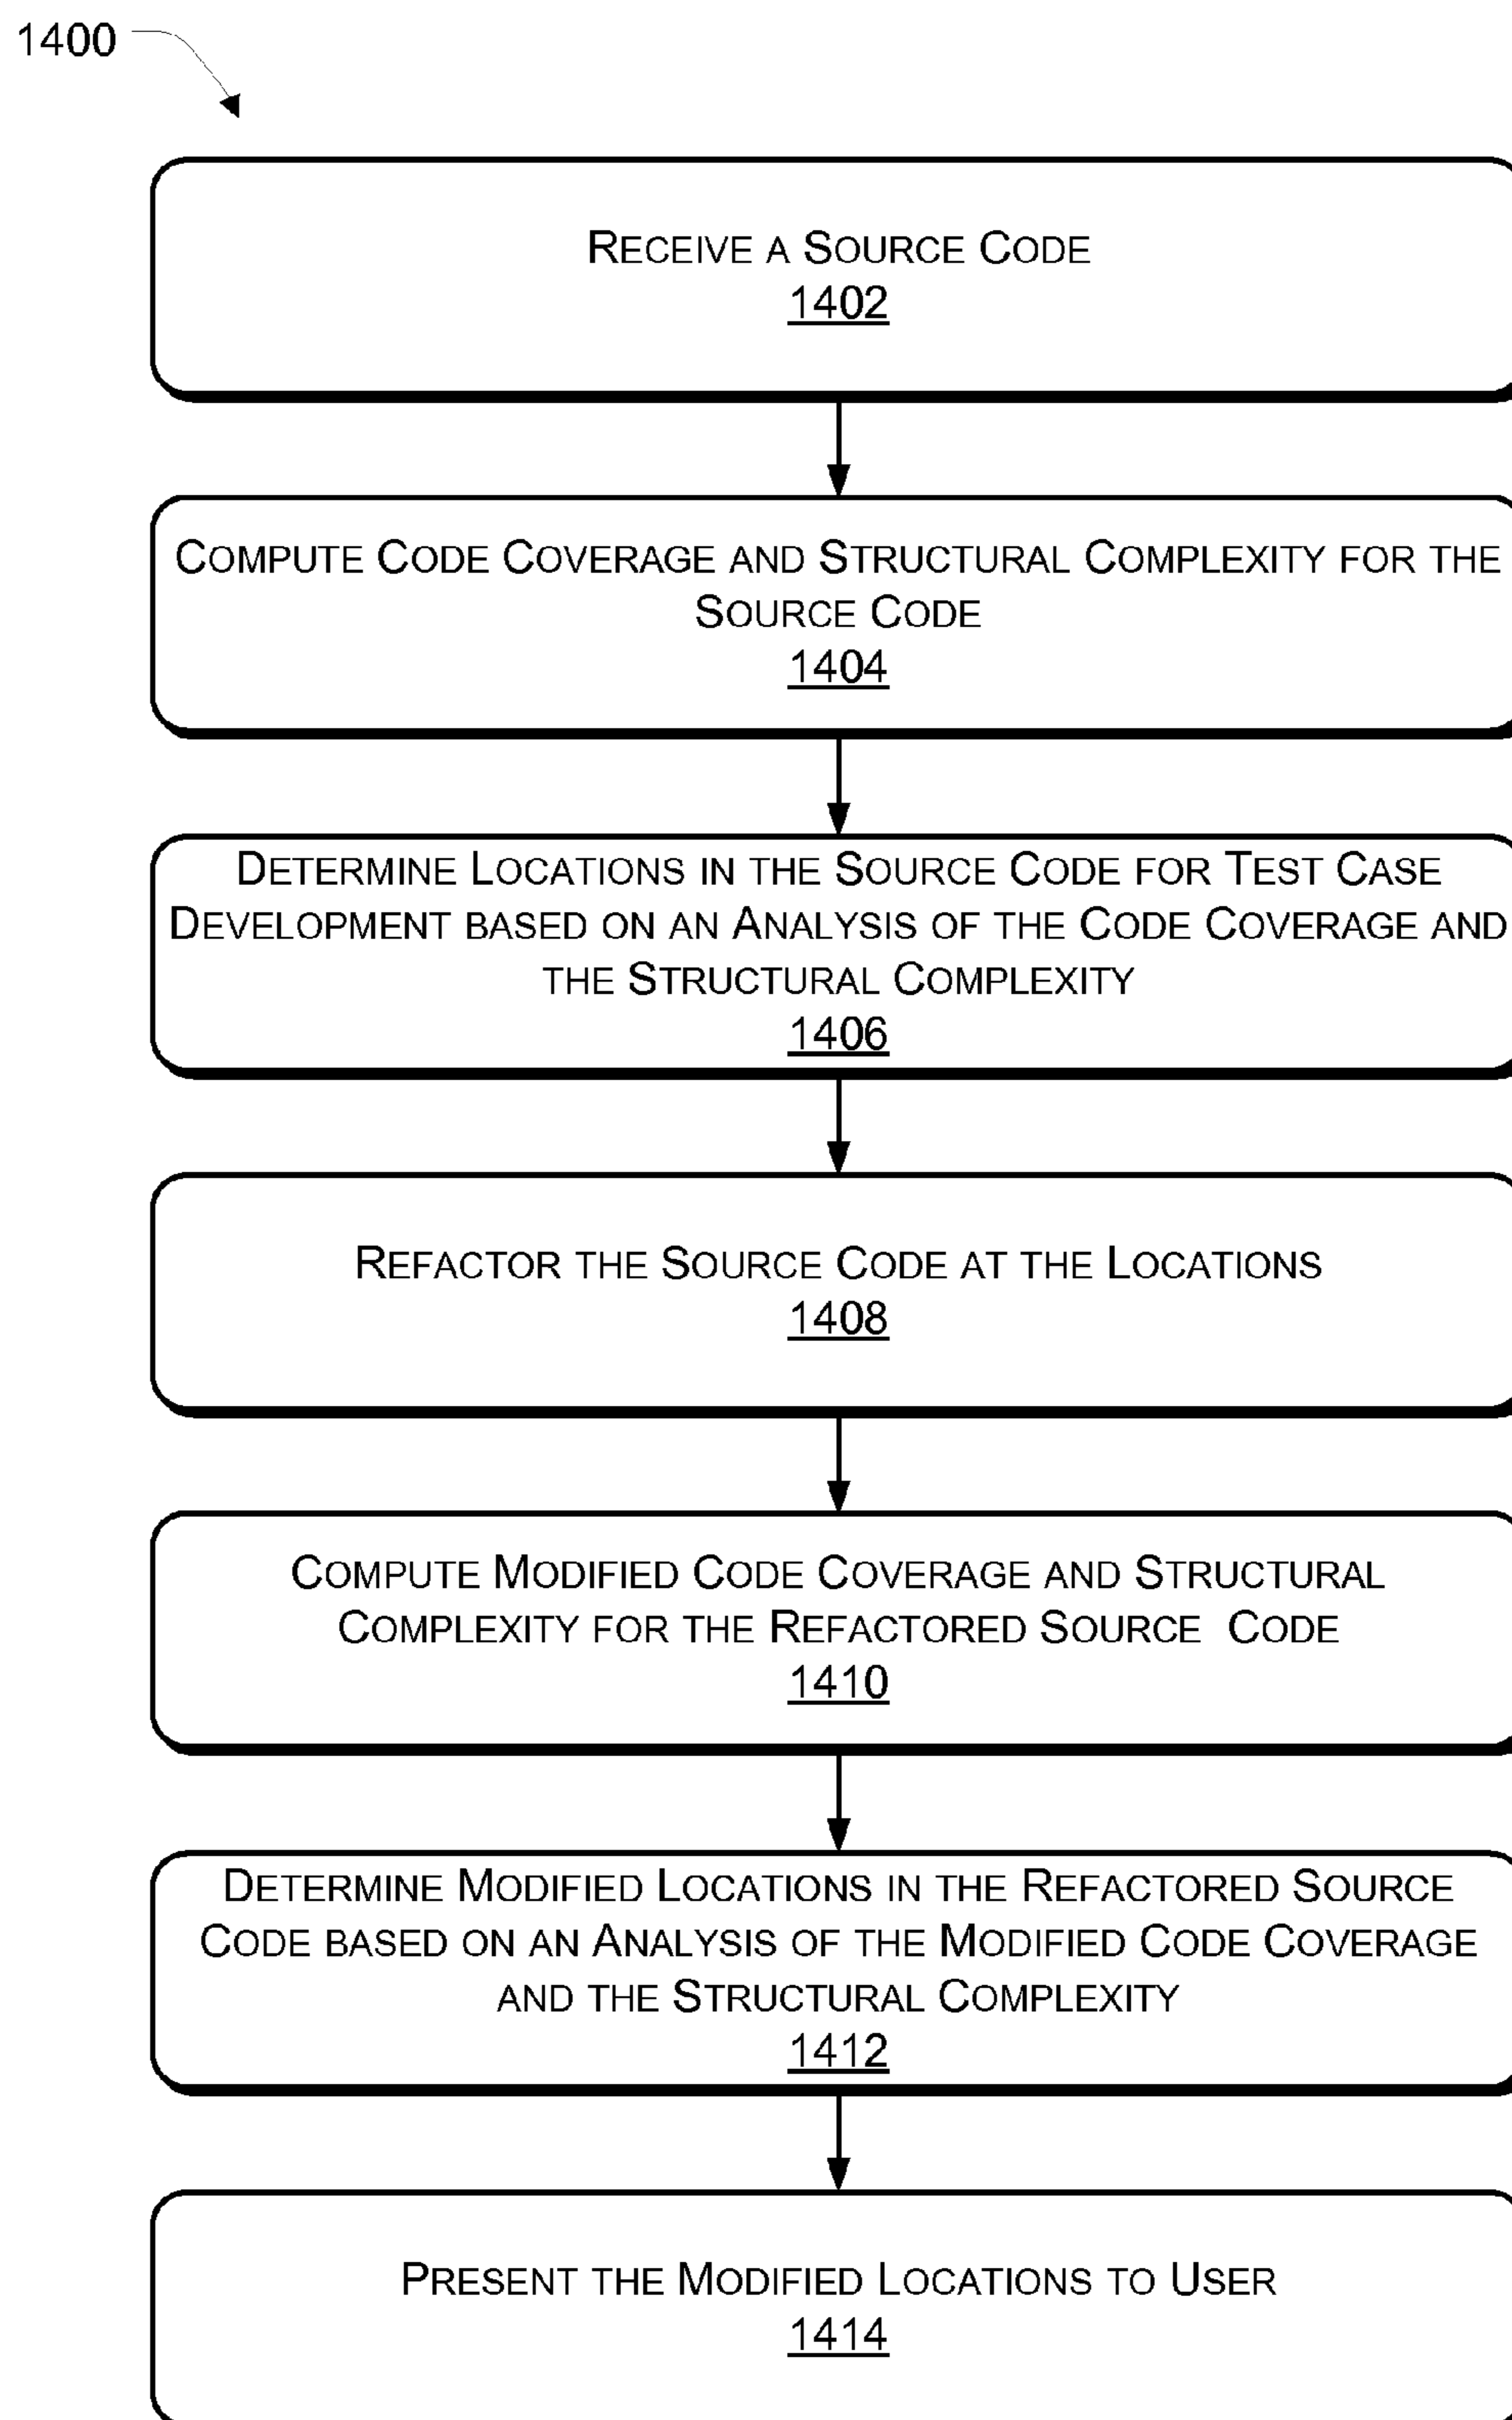 1400
RECEIVE A SOURCE CODE
1402
COMPUTE CODE COVERAGE AND STRUCTURAL COMPLEXITY FOR THE
SOURCE CODE
1404
DETERMINE LOCATIONS IN THE SOURCE CODE FOR TEST CASE
DEVELOPMENT BASED ON AN ANALYSIS OF THE CODE COVERAGE AND
THE STRUCTURAL COMPLEXITY
1406
REFACTOR THE SOURCE CODE AT THE LOCATIONS
1408
COMPUTE MODIFIED CODE COVERAGE AND STRUCTURAL
COMPLEXITY FOR THE REFACTORED SOURCE CODE
1410
DETERMINE MODIFIED LOCATIONS IN THE REFACTORED SOURCE
CODE BASED ON AN ANALYSIS OF THE MODIFIED CODE COVERAGE
AND THE STRUCTURAL COMPLEXITY
1412
PRESENT THE MODIFIED LOCATIONS TO USER
1414